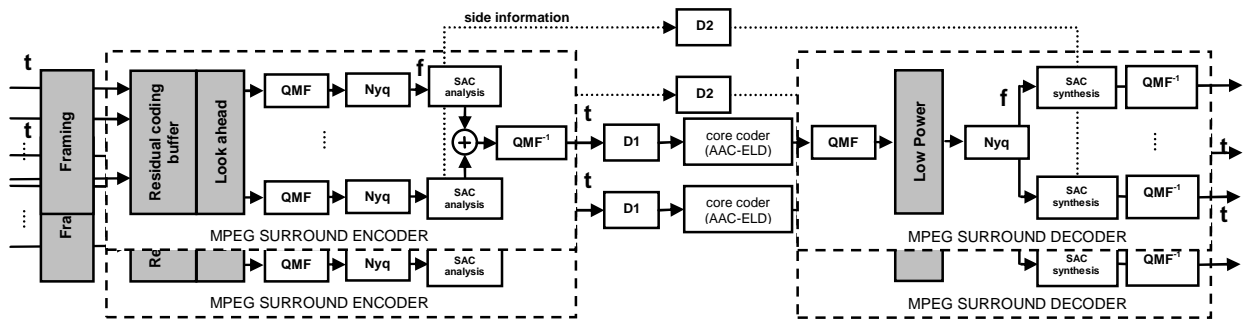 side information
D2
t
t
f
SAC
analysis
Framing
Residual coding
buffer
Look ahead
QMF
Nyq
D2
t
...
QMF⁻¹
D1
core coder
(AAC-ELD)
QMF
Low Power
Nyq
f
SAC
synthesis
QMF⁻¹
...
...
t
...
t
D1
core coder
(AAC-ELD)
QMF
Nyq
SAC
analysis
SAC
synthesis
QMF⁻¹
t
t
MPEG SURROUND ENCODER
MPEG SURROUND DECODER
Fra
Re
QMF
Nyq
SAC
analysis
SAC
synthesis
QMF⁻¹
MPEG SURROUND ENCODER
MPEG SURROUND DECODER